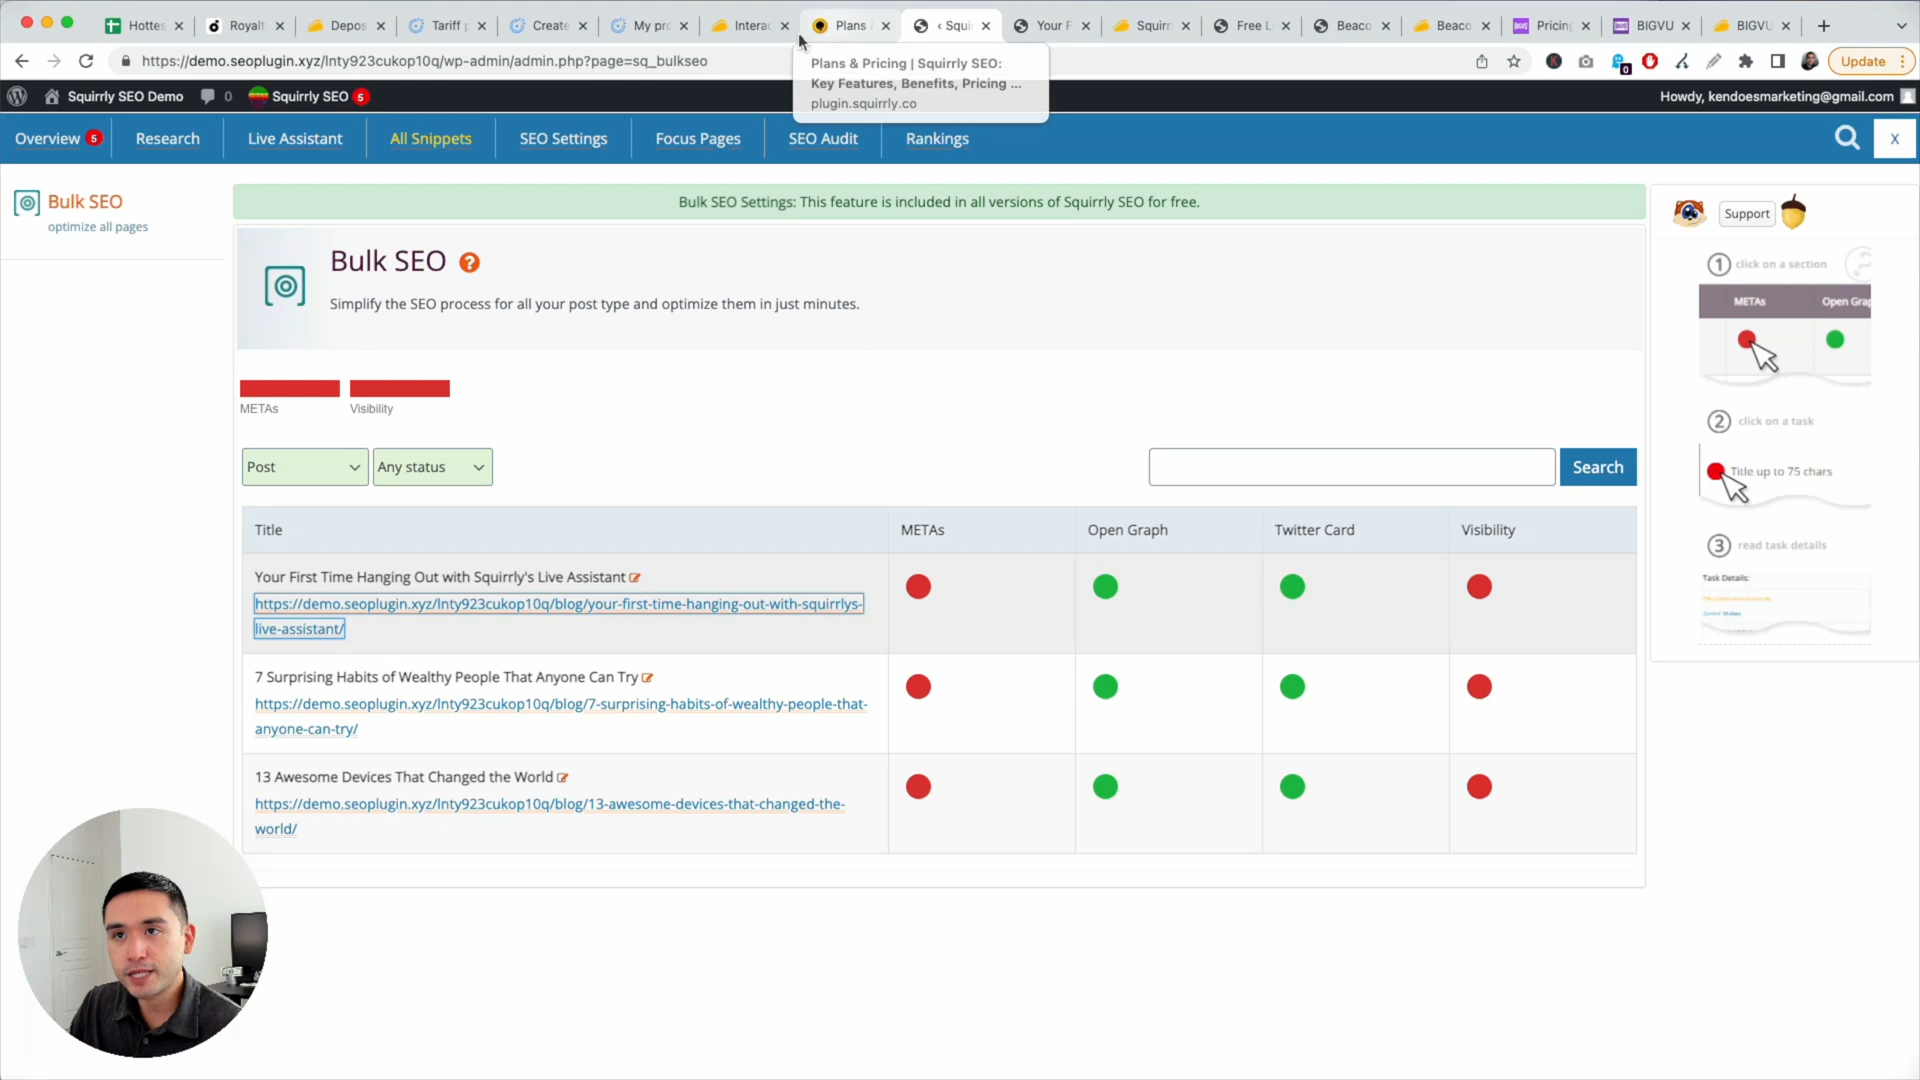 Hottes
Royalt
Depos
Tariff p
Create
My pro
Interac
Plans
‹ Squi
Your F
Squirr
Free L
Beaco
Beaco
Pricing
BIGVU
BIGVU
https://demo.seoplugin.xyz/lnty923cukop10q/wp-admin/admin.php?page=sq_bulkseo
Update
Plans & Pricing | Squirrly SEO:
Key Features, Benefits, Pricing ...
plugin.squirrly.co
Squirrly SEO Demo
0
Squirrly SEO 5
Howdy, kendoesmarketing@gmail.com
Overview 5
Research
Live Assistant
All Snippets
SEO Settings
Focus Pages
SEO Audit
Rankings
X
Bulk SEO
optimize all pages
Bulk SEO Settings: This feature is included in all versions of Squirrly SEO for free.
Bulk SEO ?
Simplify the SEO process for all your post type and optimize them in just minutes.
METAs
Visibility
Post
Any status
Search
Title
METAs
Open Graph
Twitter Card
Visibility
Your First Time Hanging Out with Squirrly's Live Assistant
https://demo.seoplugin.xyz/lnty923cukop10q/blog/your-first-time-hanging-out-with-squirrlys-
live-assistant/
7 Surprising Habits of Wealthy People That Anyone Can Try
https://demo.seoplugin.xyz/lnty923cukop10q/blog/7-surprising-habits-of-wealthy-people-that-
anyone-can-try/
13 Awesome Devices That Changed the World
https://demo.seoplugin.xyz/lnty923cukop10q/blog/13-awesome-devices-that-changed-the-
world/
Support
1 click on a section
METAs
Open Grap
2 click on a task
Title up to 75 chars
3 read task details
Task Details: